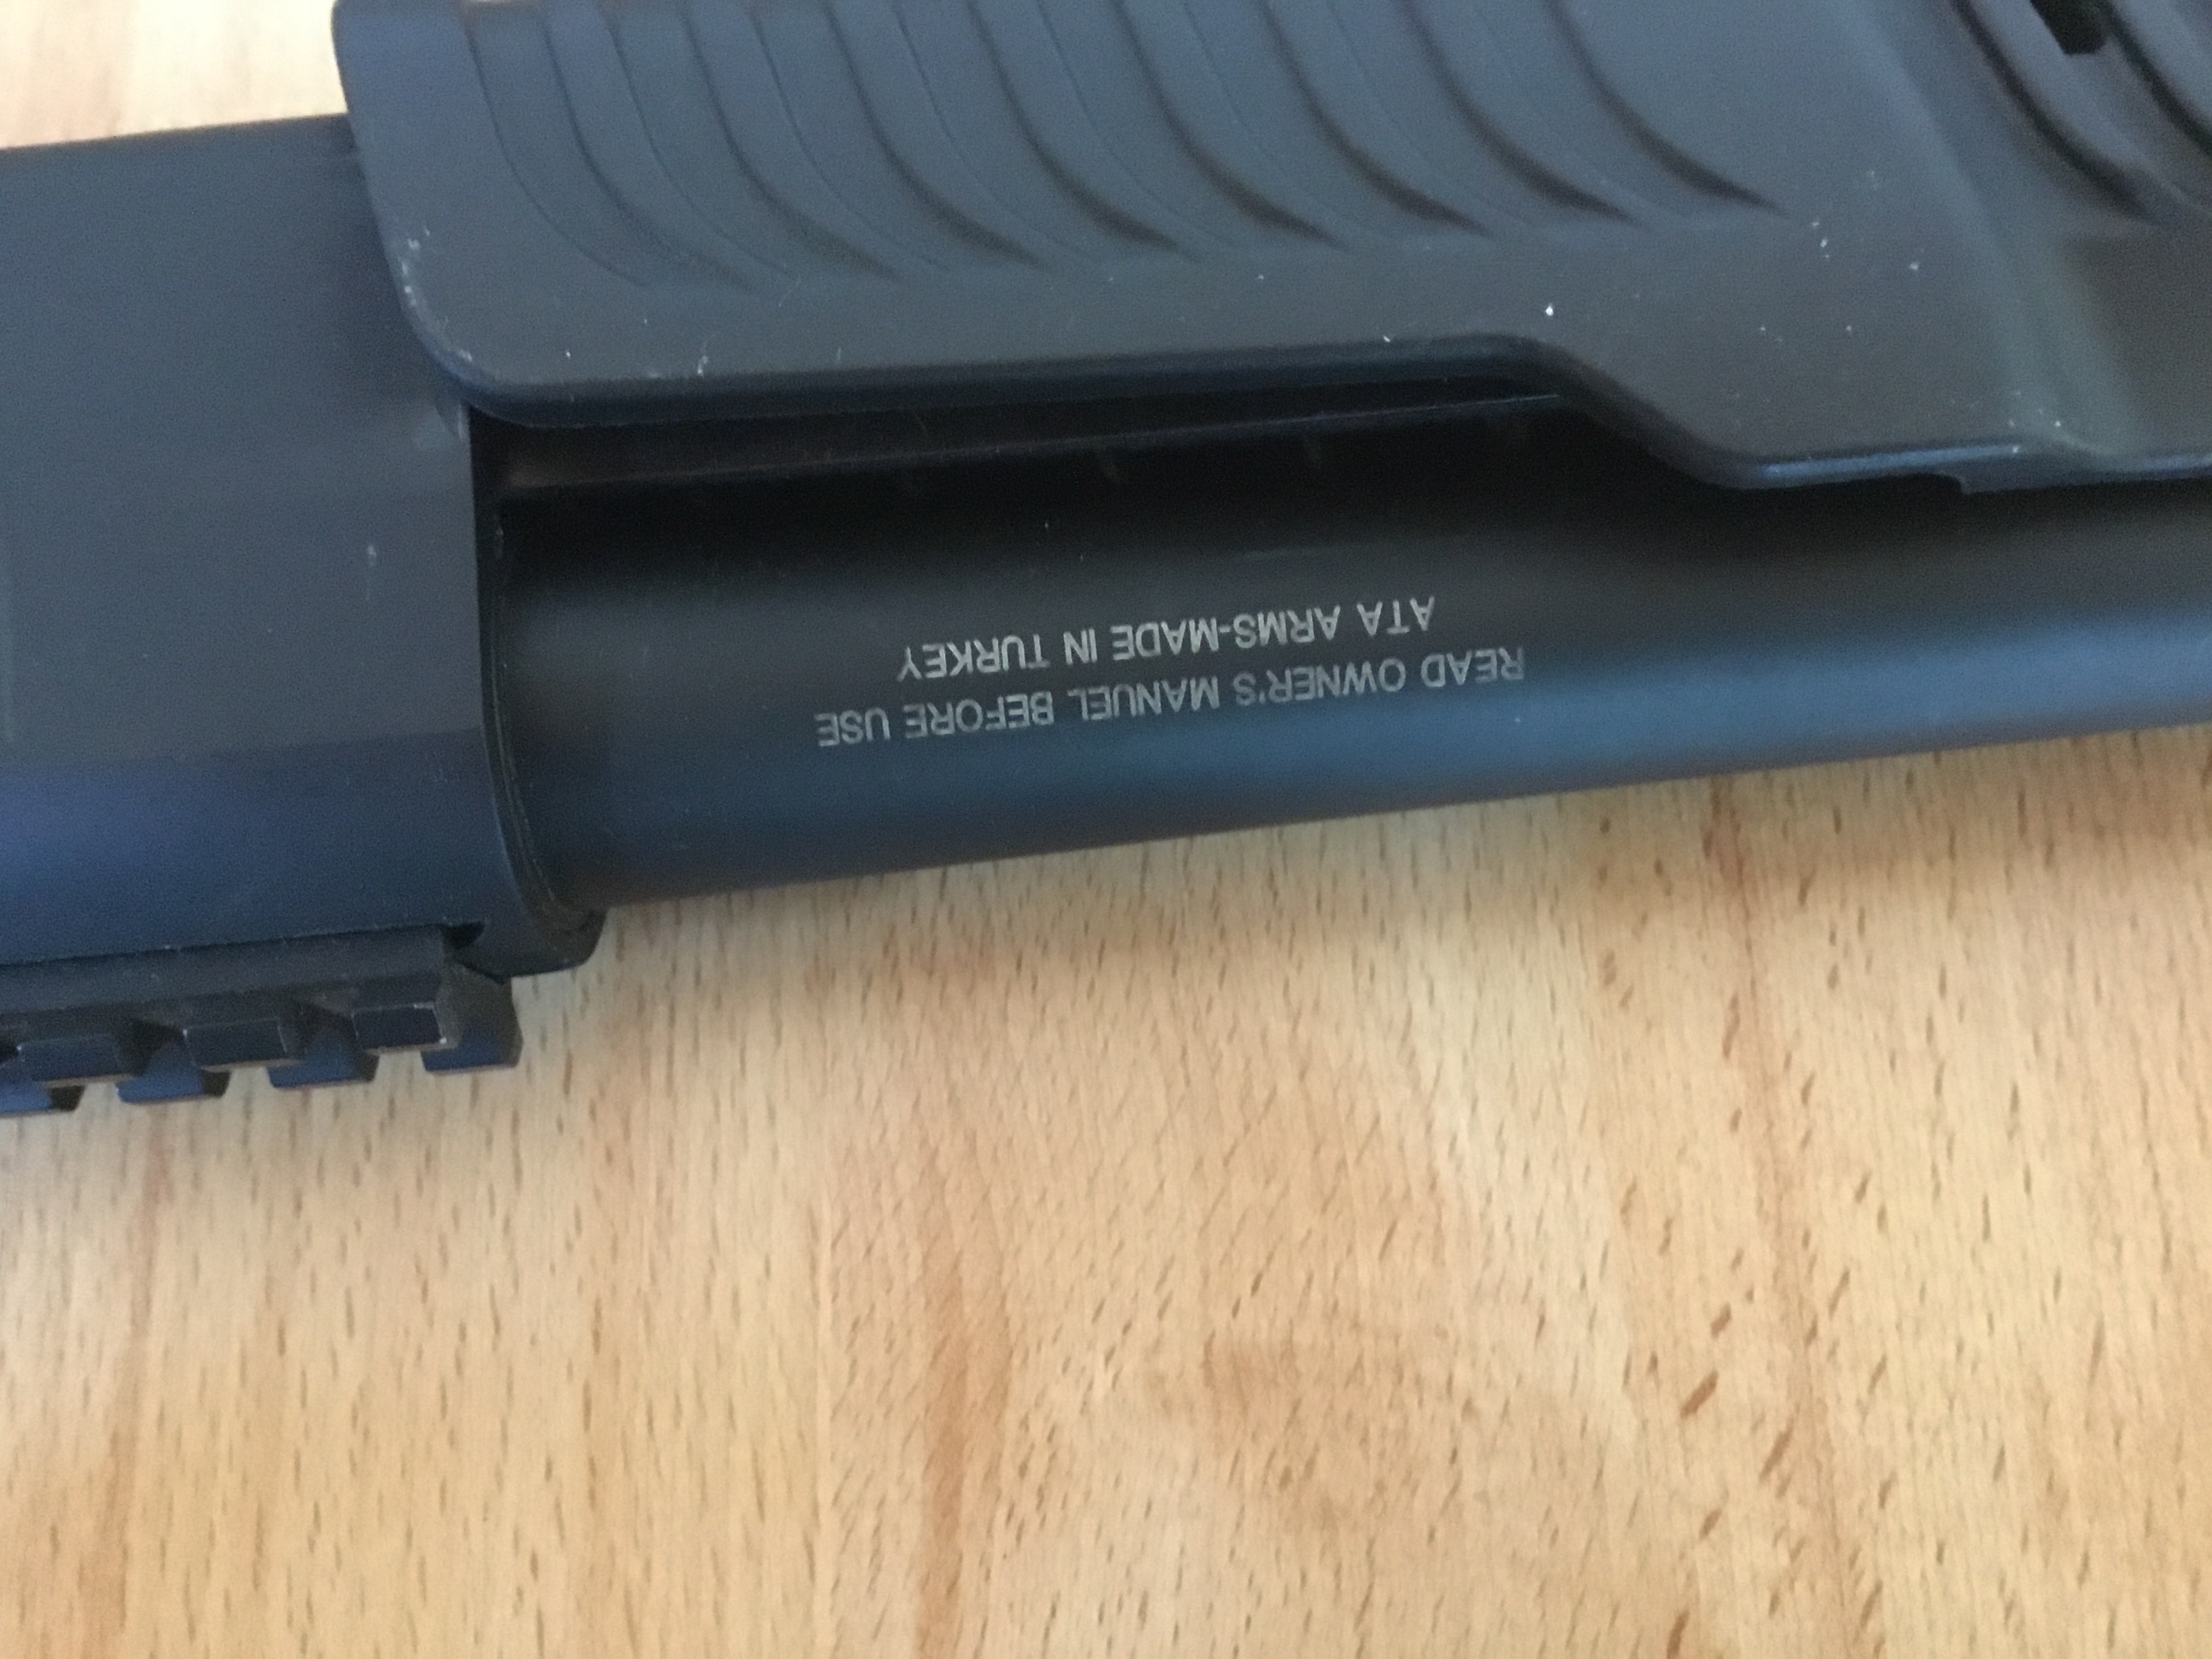 READ OWNER'S MANUEL BEFORE USE
ATA ARMS-MADE IN TURKEY